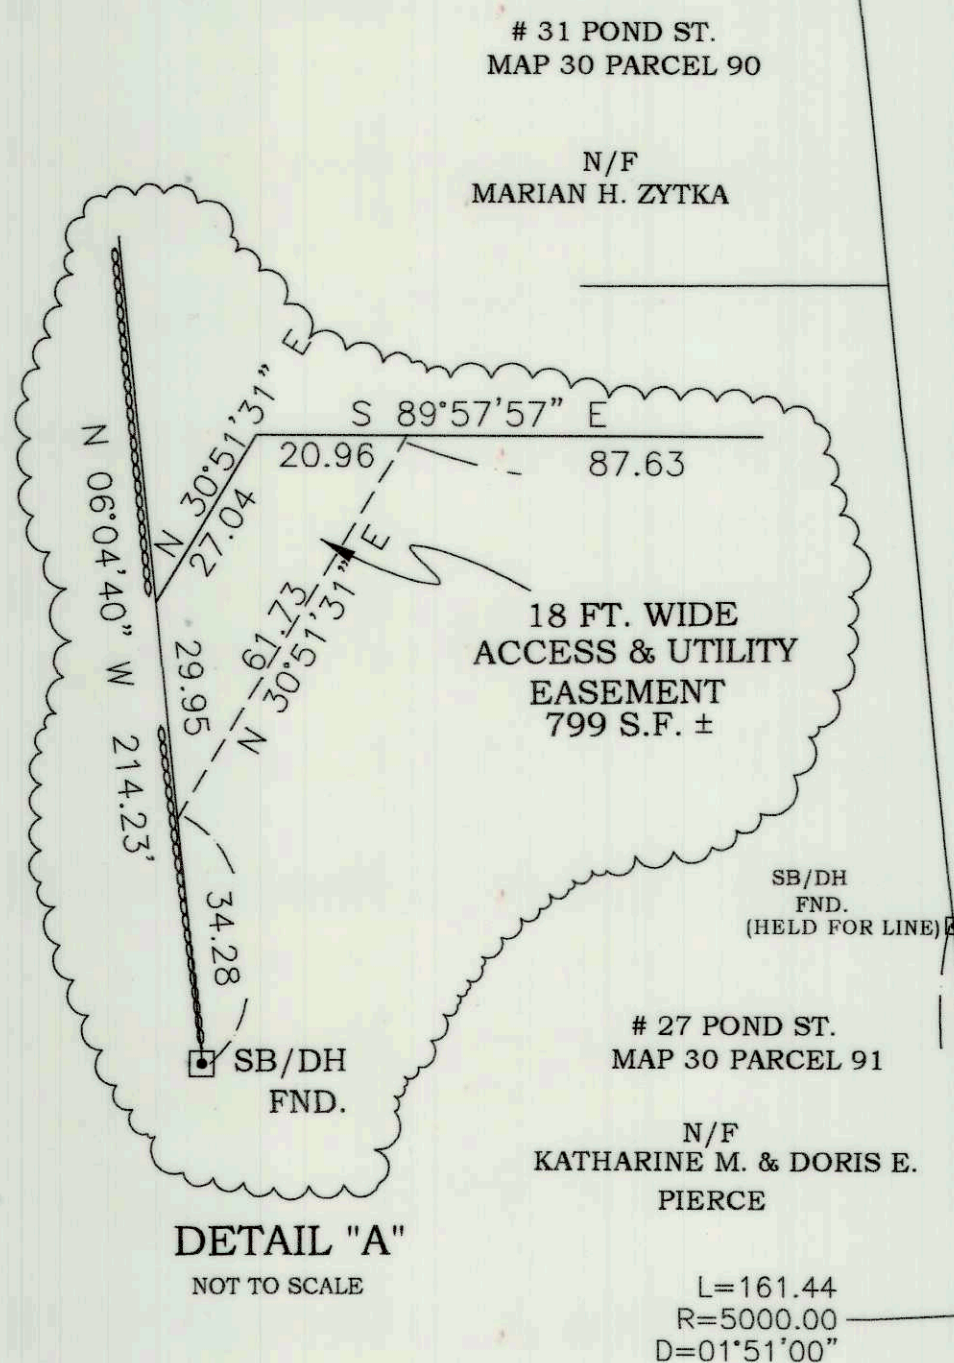 # 31 POND ST.
MAP 30 PARCEL 90
N/F
MARIAN H. ZYTKA
S 89°57'57" E
20.96
87.63
N 30°51'31" E
27.04
N 06°04'40" W 214.23'
29.95
61.73
N 30°51'31" E
18 FT. WIDE
ACCESS & UTILITY
EASEMENT
799 S.F. ±
34.28
SB/DH
FND.
(HELD FOR LINE)
SB/DH
FND.
# 27 POND ST.
MAP 30 PARCEL 91
N/F
KATHARINE M. & DORIS E.
PIERCE
DETAIL "A"
NOT TO SCALE
L=161.44
R=5000.00
D=01°51'00"